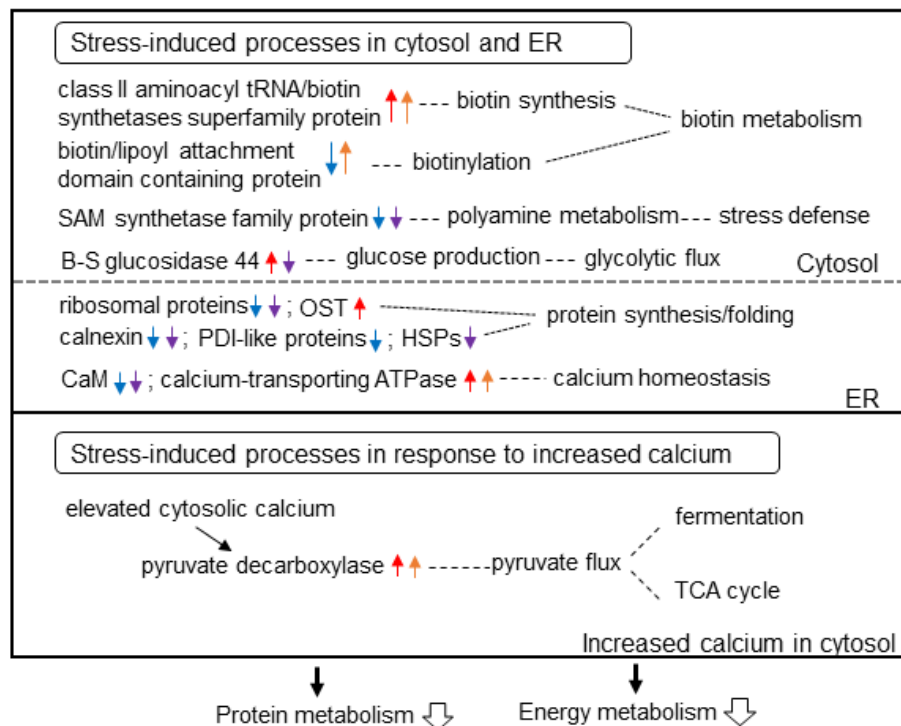 Stress-induced processes in cytosol and ER
class II aminoacyl tRNA/biotin
synthetases superfamily protein
biotin synthesis
biotin metabolism
biotin/lipoyl attachment
domain containing protein
biotinylation
SAM synthetase family protein
polyamine metabolism
stress defense
B-S glucosidase 44
glucose production
glycolytic flux
Cytosol
ribosomal proteins ; OST
protein synthesis/folding
calnexin ; PDI-like proteins ; HSPs
CaM ; calcium-transporting ATPase
calcium homeostasis
ER
Stress-induced processes in response to increased calcium
elevated cytosolic calcium
fermentation
pyruvate decarboxylase
pyruvate flux
TCA cycle
Increased calcium in cytosol
Protein metabolism
Energy metabolism